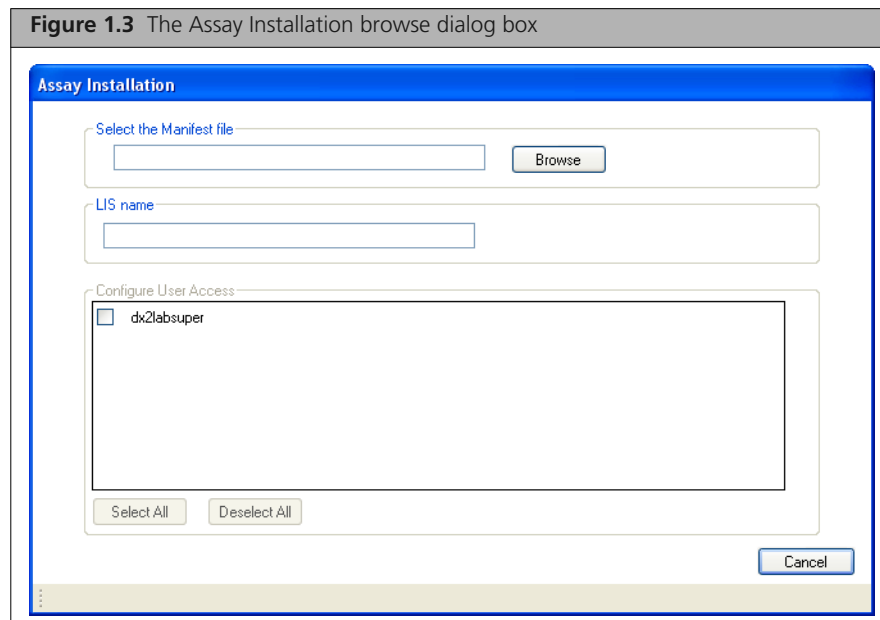 Figure 1.3 The Assay Installation browse dialog box
Assay Installation
Select the Manifest file
Browse
LIS name
Configure User Access
dx2labsuper
Select All Deselect All
Cancel